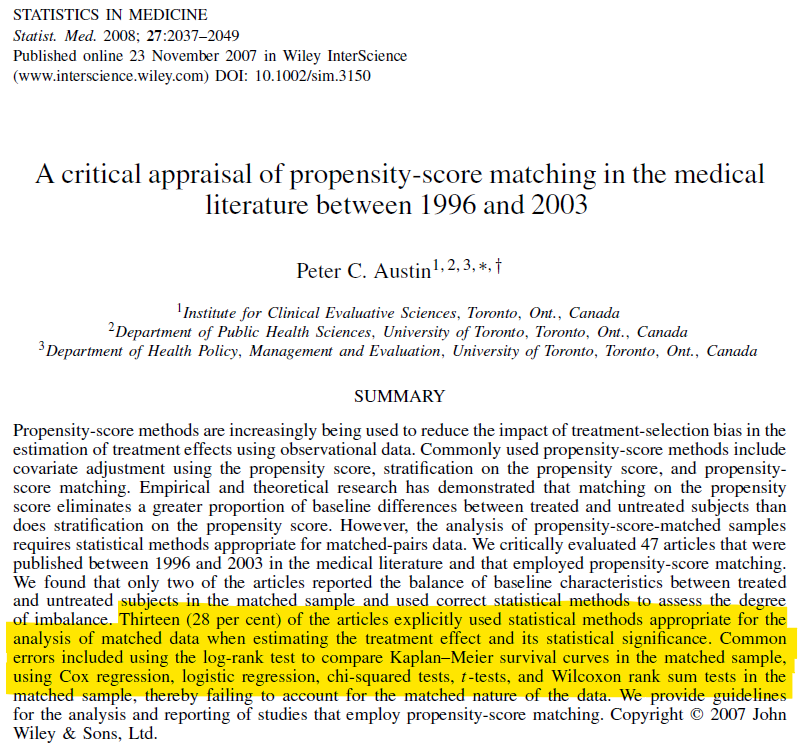 STATISTICS IN MEDICINE
Statist. Med. 2008; 27:2037–2049
Published online 23 November 2007 in Wiley InterScience
(www.interscience.wiley.com) DOI: 10.1002/sim.3150
A critical appraisal of propensity-score matching in the medical
literature between 1996 and 2003
Peter C. Austin1, 2, 3, ∗, †
1Institute for Clinical Evaluative Sciences, Toronto, Ont., Canada
2Department of Public Health Sciences, University of Toronto, Toronto, Ont., Canada
3Department of Health Policy, Management and Evaluation, University of Toronto, Toronto, Ont., Canada
SUMMARY
Propensity-score methods are increasingly being used to reduce the impact of treatment-selection bias in the
estimation of treatment effects using observational data. Commonly used propensity-score methods include
covariate adjustment using the propensity score, stratification on the propensity score, and propensity-
score matching. Empirical and theoretical research has demonstrated that matching on the propensity
score eliminates a greater proportion of baseline differences between treated and untreated subjects than
does stratification on the propensity score. However, the analysis of propensity-score-matched samples
requires statistical methods appropriate for matched-pairs data. We critically evaluated 47 articles that were
published between 1996 and 2003 in the medical literature and that employed propensity-score matching.
We found that only two of the articles reported the balance of baseline characteristics between treated
and untreated subjects in the matched sample and used correct statistical methods to assess the degree
of imbalance. Thirteen (28 per cent) of the articles explicitly used statistical methods appropriate for the
analysis of matched data when estimating the treatment effect and its statistical significance. Common
errors included using the log-rank test to compare Kaplan–Meier survival curves in the matched sample,
using Cox regression, logistic regression, chi-squared tests, t-tests, and Wilcoxon rank sum tests in the
matched sample, thereby failing to account for the matched nature of the data. We provide guidelines
for the analysis and reporting of studies that employ propensity-score matching. Copyright © 2007 John
Wiley & Sons, Ltd.